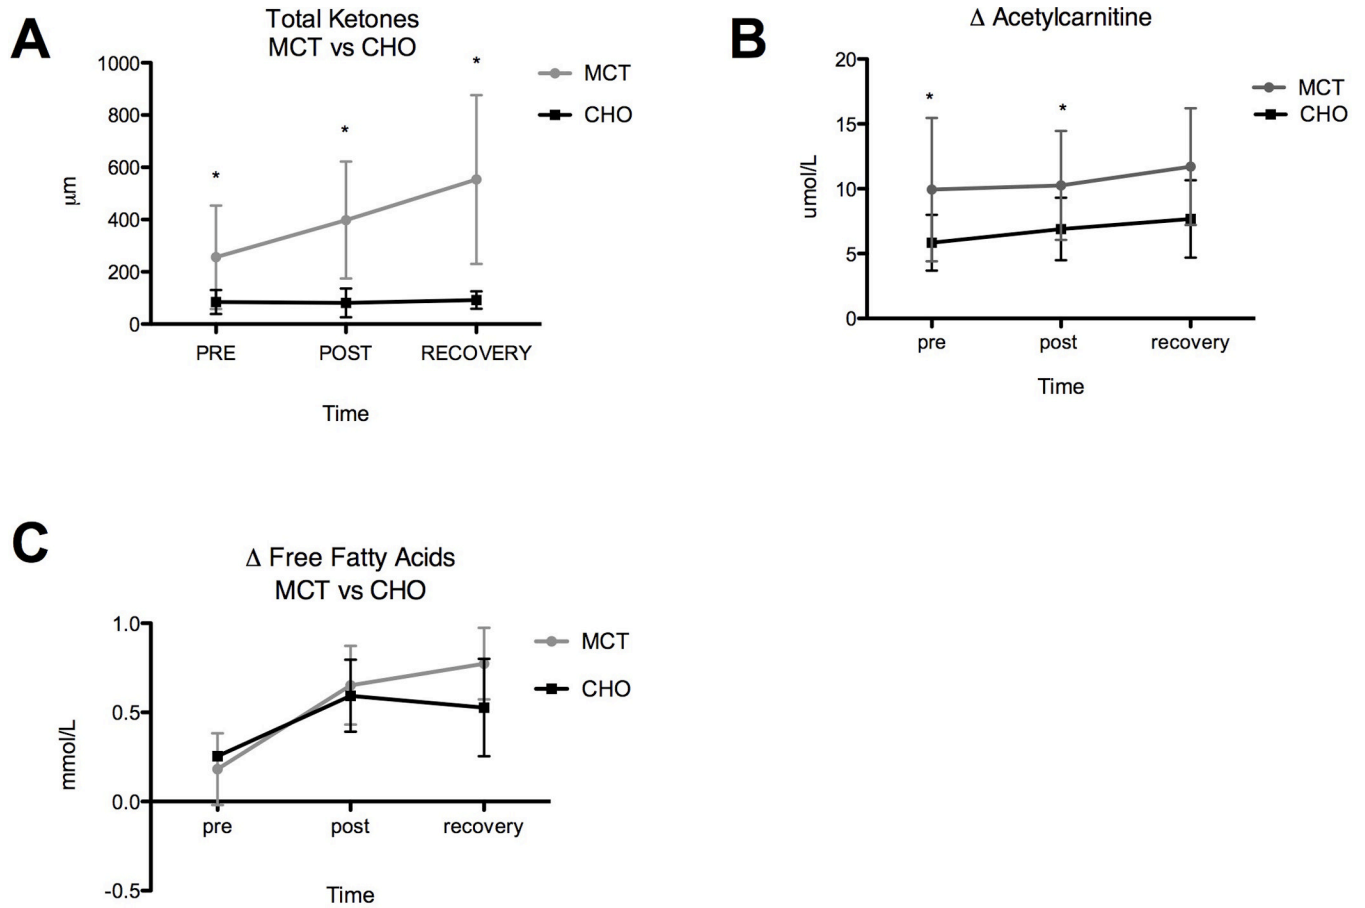 A
Total Ketones
MCT vs CHO
1000
800
600
400
200
0
μm
*
*
*
MCT
CHO
PRE POST RECOVERY
Time
B
Δ Acetylcarnitine
20
15
10
5
0
umol/L
*
*
MCT
CHO
pre post recovery
Time
C
Δ Free Fatty Acids
MCT vs CHO
1.0
0.5
0.0
-0.5
mmol/L
MCT
CHO
pre post recovery
Time